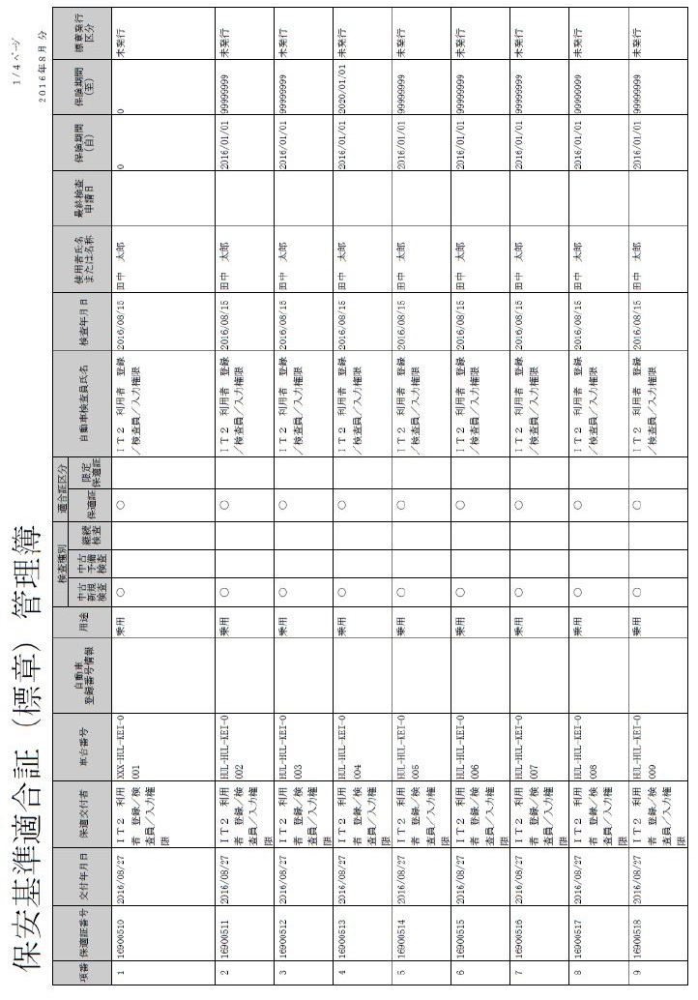 保安基準適合証（標章）管理簿
1/4ページ
2016年8月分
項番 保適証番号 交付年月日 保適交付者 車台番号 自動車登録番号情報 用途 検査種別 中古新規検査 中古予備検査 継続検査 適合証区分 保適証 限定保適証 自動車検査員氏名 検査年月日 使用者氏名または名称 最終検査申請日 保険期間(自) 保険期間(至) 標章発行区分
1 16900510 2016/08/27 ＩＴ２ 利用者 登録／検査員／入力権限 XXX-HUL-KEI-0001 乗用 ○ ○ ＩＴ２ 利用者 登録／検査員／入力権限 2016/08/15 田中 太郎 0 0 未発行
2 16900511 2016/08/27 ＩＴ２ 利用者 登録／検査員／入力権限 HUL-HUL-KEI-0002 乗用 ○ ○ ＩＴ２ 利用者 登録／検査員／入力権限 2016/08/15 田中 太郎 2016/01/01 99999999 未発行
3 16900512 2016/08/27 ＩＴ２ 利用者 登録／検査員／入力権限 HUL-HUL-KEI-0003 乗用 ○ ○ ＩＴ２ 利用者 登録／検査員／入力権限 2016/08/15 田中 太郎 2016/01/01 99999999 未発行
4 16900513 2016/08/27 ＩＴ２ 利用者 登録／検査員／入力権限 HUL-HUL-KEI-0004 乗用 ○ ○ ＩＴ２ 利用者 登録／検査員／入力権限 2016/08/15 田中 太郎 2016/01/01 2020/01/01 未発行
5 16900514 2016/08/27 ＩＴ２ 利用者 登録／検査員／入力権限 HUL-HUL-KEI-0005 乗用 ○ ○ ＩＴ２ 利用者 登録／検査員／入力権限 2016/08/15 田中 太郎 2016/01/01 99999999 未発行
6 16900515 2016/08/27 ＩＴ２ 利用者 登録／検査員／入力権限 HUL-HUL-KEI-0006 乗用 ○ ○ ＩＴ２ 利用者 登録／検査員／入力権限 2016/08/15 田中 太郎 2016/01/01 99999999 未発行
7 16900516 2016/08/27 ＩＴ２ 利用者 登録／検査員／入力権限 HUL-HUL-KEI-0007 乗用 ○ ○ ＩＴ２ 利用者 登録／検査員／入力権限 2016/08/15 田中 太郎 2016/01/01 99999999 未発行
8 16900517 2016/08/27 ＩＴ２ 利用者 登録／検査員／入力権限 HUL-HUL-KEI-0008 乗用 ○ ○ ＩＴ２ 利用者 登録／検査員／入力権限 2016/08/15 田中 太郎 2016/01/01 99999999 未発行
9 16900518 2016/08/27 ＩＴ２ 利用者 登録／検査員／入力権限 HUL-HUL-KEI-0009 乗用 ○ ○ ＩＴ２ 利用者 登録／検査員／入力権限 2016/08/15 田中 太郎 2016/01/01 99999999 未発行